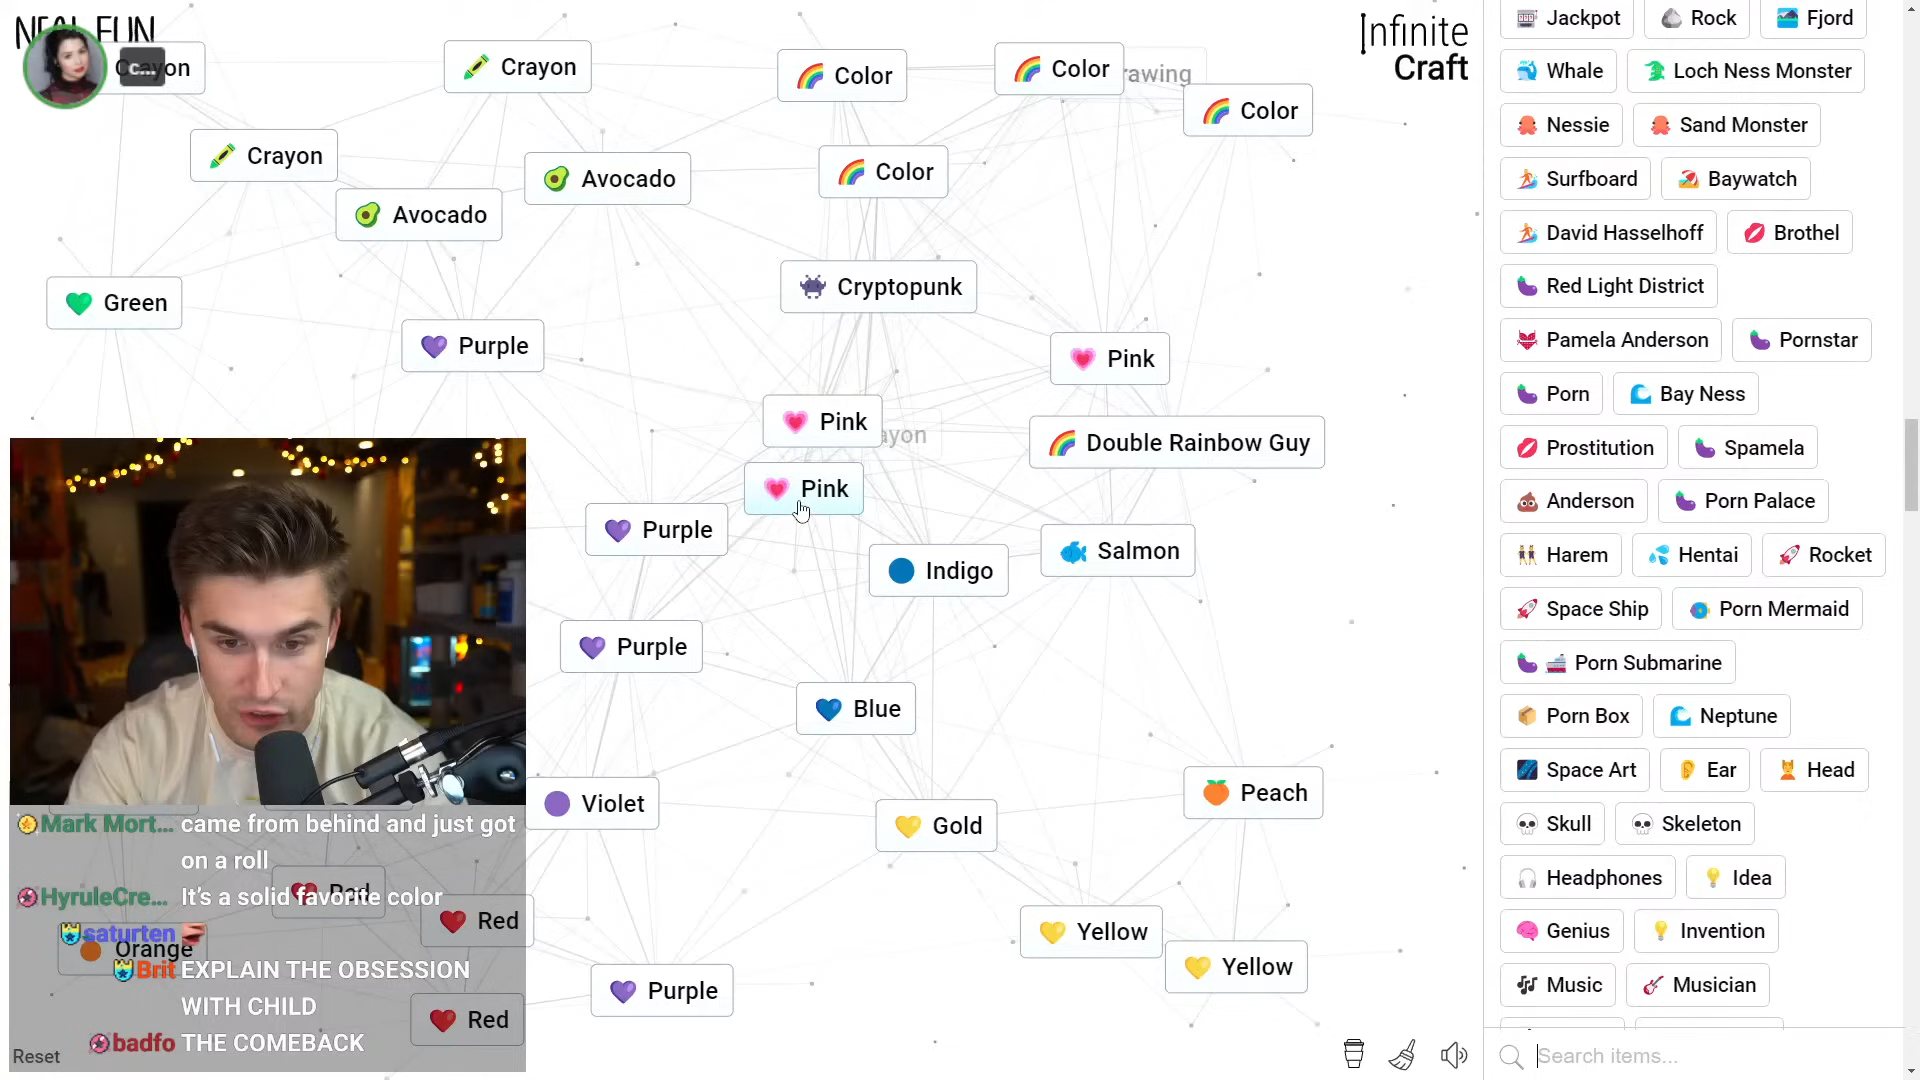 NEAL.FUN
Infinite
Craft
c...
Crayon
Crayon
Color
Color
Color
Crayon
Avocado
Color
Avocado
Green
Cryptopunk
Purple
Pink
Pink
Double Rainbow Guy
Pink
Purple
Indigo
Salmon
Purple
Blue
Violet
Gold
Peach
Yellow
Yellow
Purple
Red
Red
Orange
Red
Mark Mort... came from behind and just got
on a roll
HyruleCre... It's a solid favorite color
saturten
Brit EXPLAIN THE OBSESSION
WITH CHILD
badfo THE COMEBACK
Reset
Jackpot Rock Fjord
Whale Loch Ness Monster
Nessie Sand Monster
Surfboard Baywatch
David Hasselhoff Brothel
Red Light District
Pamela Anderson Pornstar
Porn Bay Ness
Prostitution Spamela
Anderson Porn Palace
Harem Hentai Rocket
Space Ship Porn Mermaid
Porn Submarine
Porn Box Neptune
Space Art Ear Head
Skull Skeleton
Headphones Idea
Genius Invention
Music Musician
Search items...